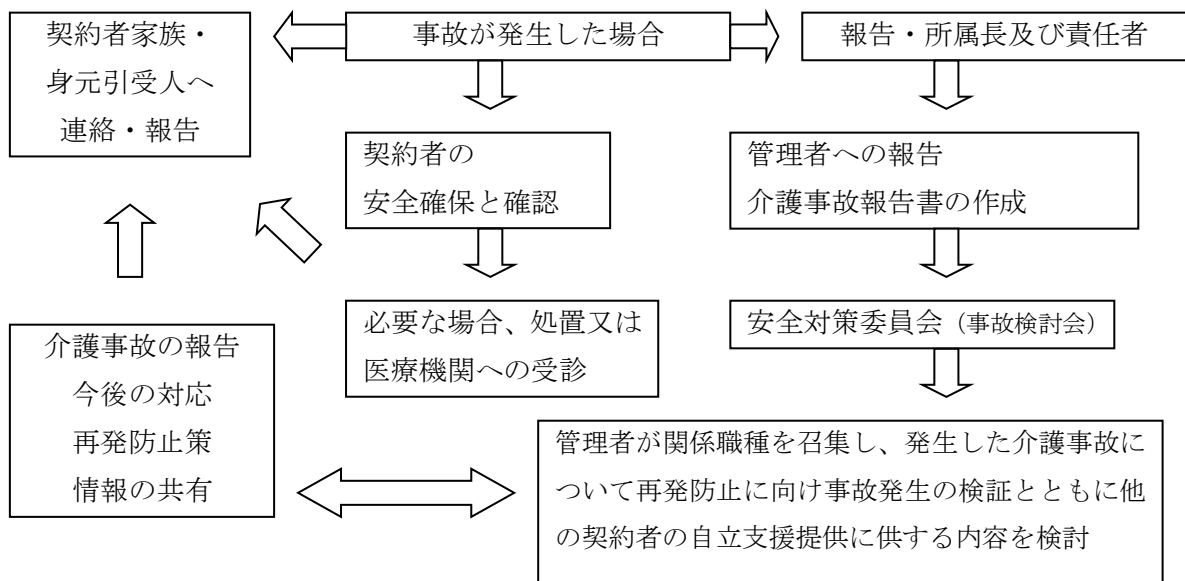 契約者家族・
身元引受人へ
連絡・報告
事故が発生した場合
報告・所属長及び責任者
契約者の
安全確保と確認
管理者への報告
介護事故報告書の作成
必要な場合、処置又は
医療機関への受診
安全対策委員会（事故検討会）
介護事故の報告
今後の対応
再発防止策
情報の共有
管理者が関係職種を召集し、発生した介護事故に
ついて再発防止に向け事故発生の検証とともに他
の契約者の自立支援提供に供する内容を検討